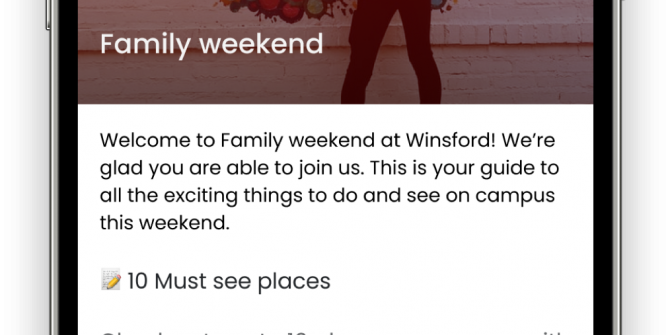 Family weekend
Welcome to Family weekend at Winsford! We’re
glad you are able to join us. This is your guide to
all the exciting things to do and see on campus
this weekend.
📝 10 Must see places